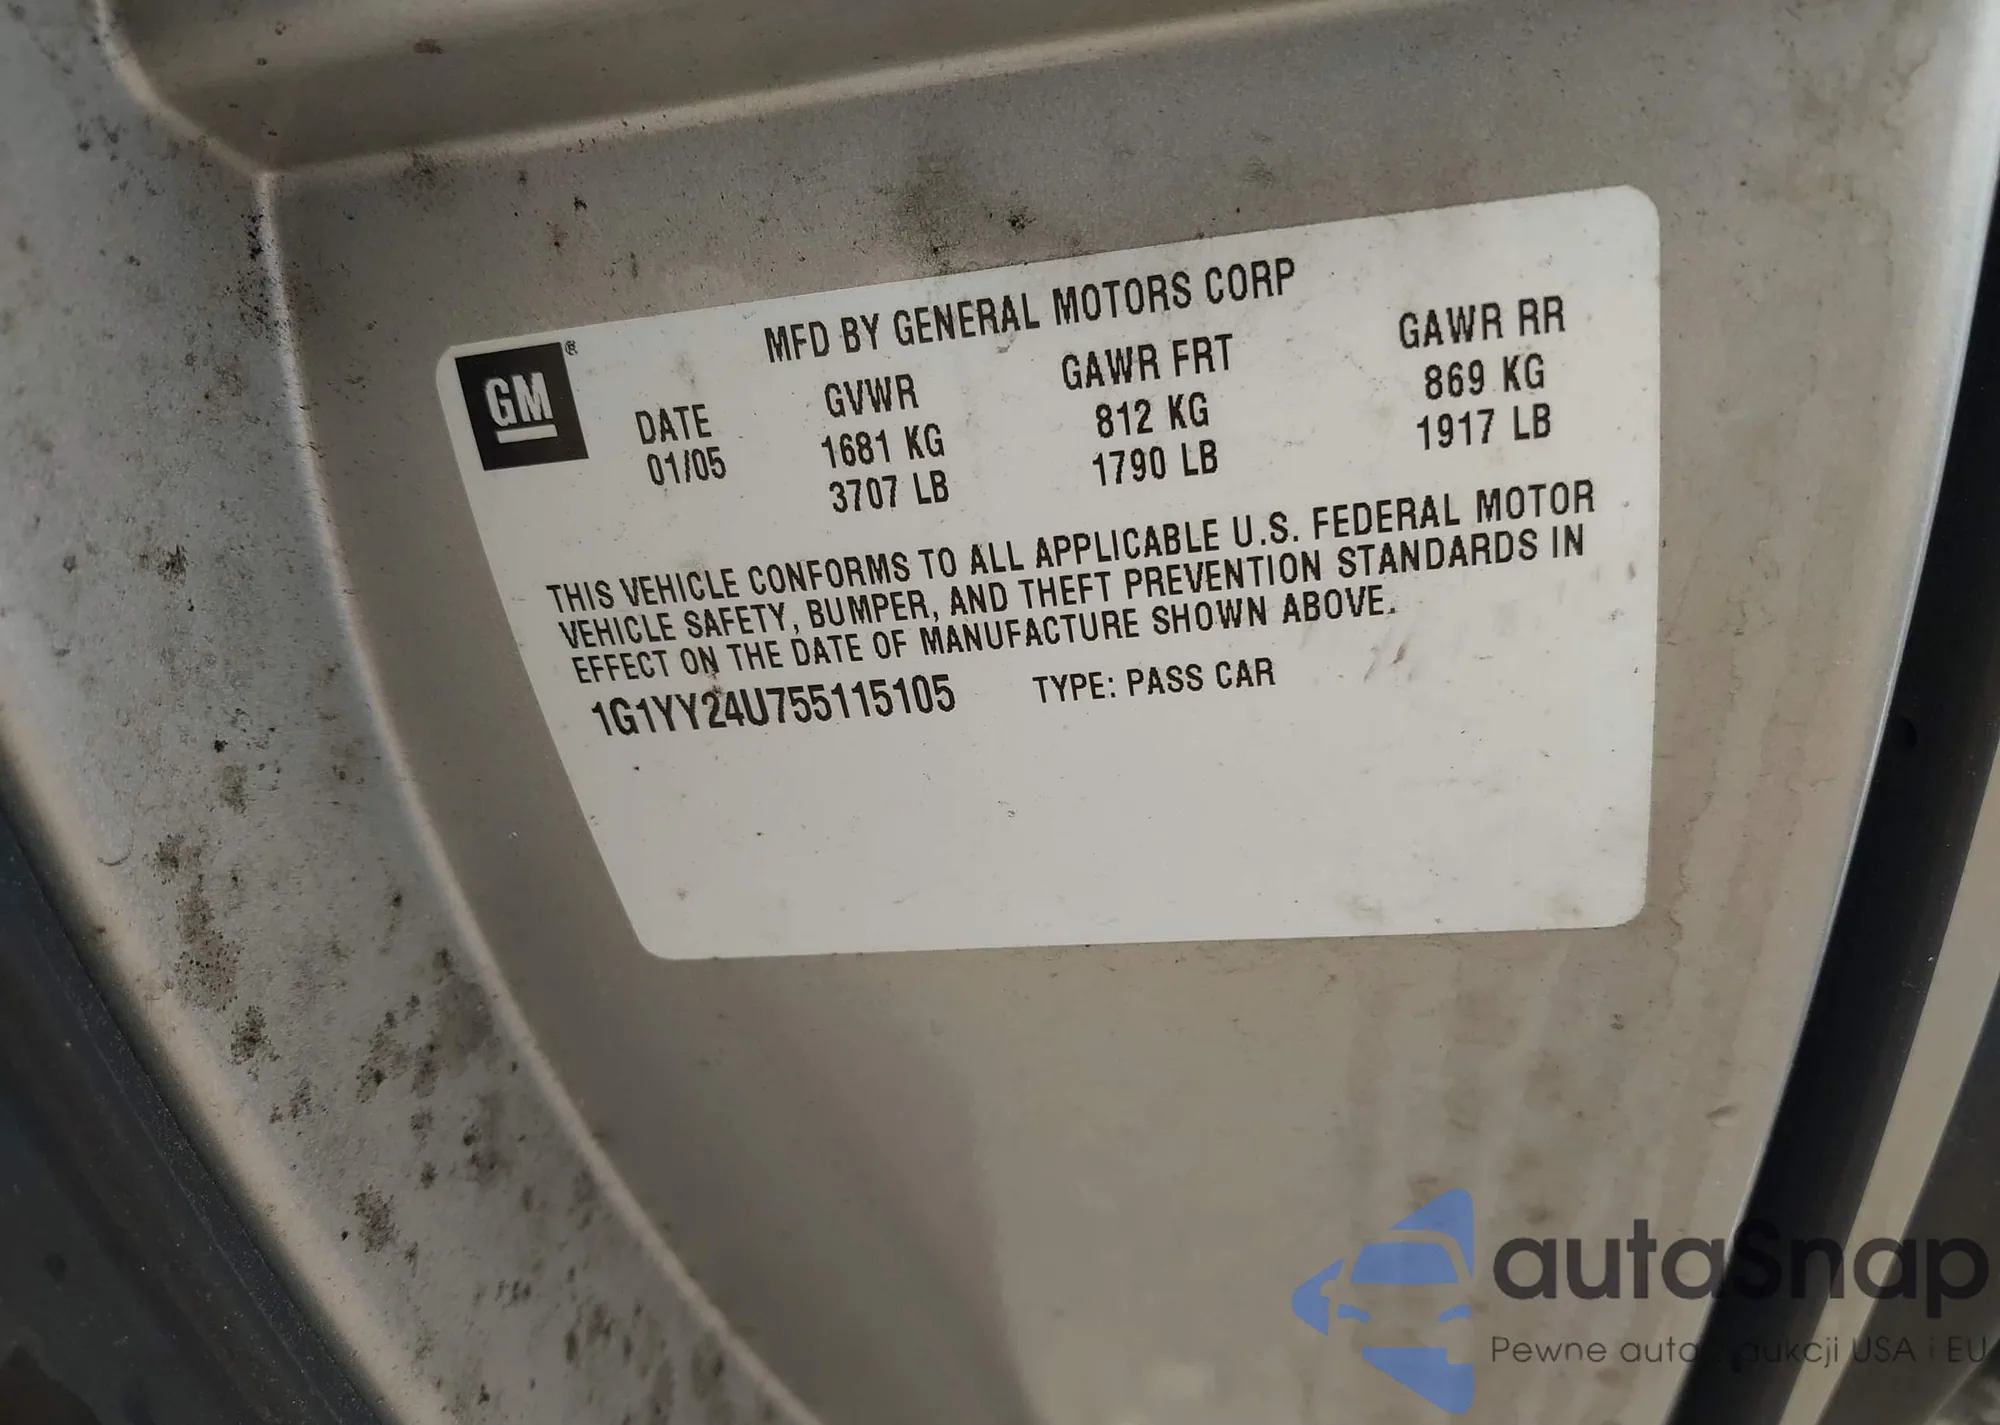 MFD BY GENERAL MOTORS CORP
GM®
DATE GVWR GAWR FRT GAWR RR
01/05 1681 KG 812 KG 869 KG
3707 LB 1790 LB 1917 LB
THIS VEHICLE CONFORMS TO ALL APPLICABLE U.S. FEDERAL MOTOR
VEHICLE SAFETY, BUMPER, AND THEFT PREVENTION STANDARDS IN
EFFECT ON THE DATE OF MANUFACTURE SHOWN ABOVE.
1G1YY24U755115105 TYPE: PASS CAR
autaSnap
Pewne auta z aukcji USA i EU